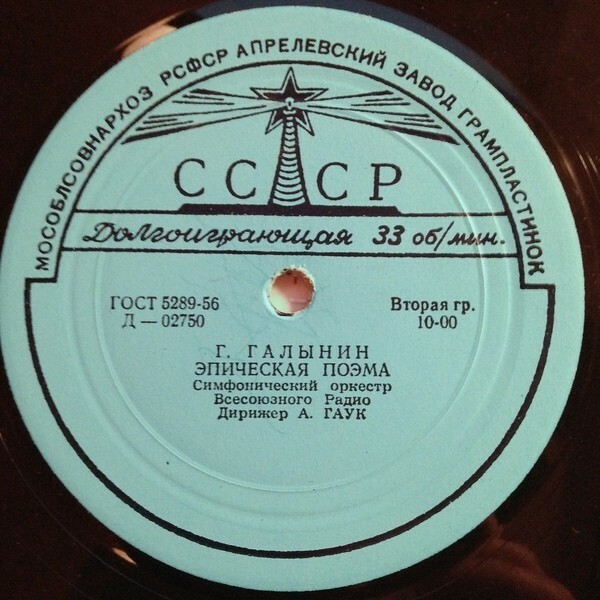 МОСОБЛСОВНАРХОЗ РСФСР АПРЕЛЕВСКИЙ ЗАВОД ГРАМПЛАСТИНОК
СССР
Долгоиграющая 33 об/мин.
ГОСТ 5289-56
Д — 02750
Вторая гр.
10-00
Г. ГАЛЫНИН
ЭПИЧЕСКАЯ ПОЭМА
Симфонический оркестр
Всесоюзного Радио
Дирижер А. ГАУК